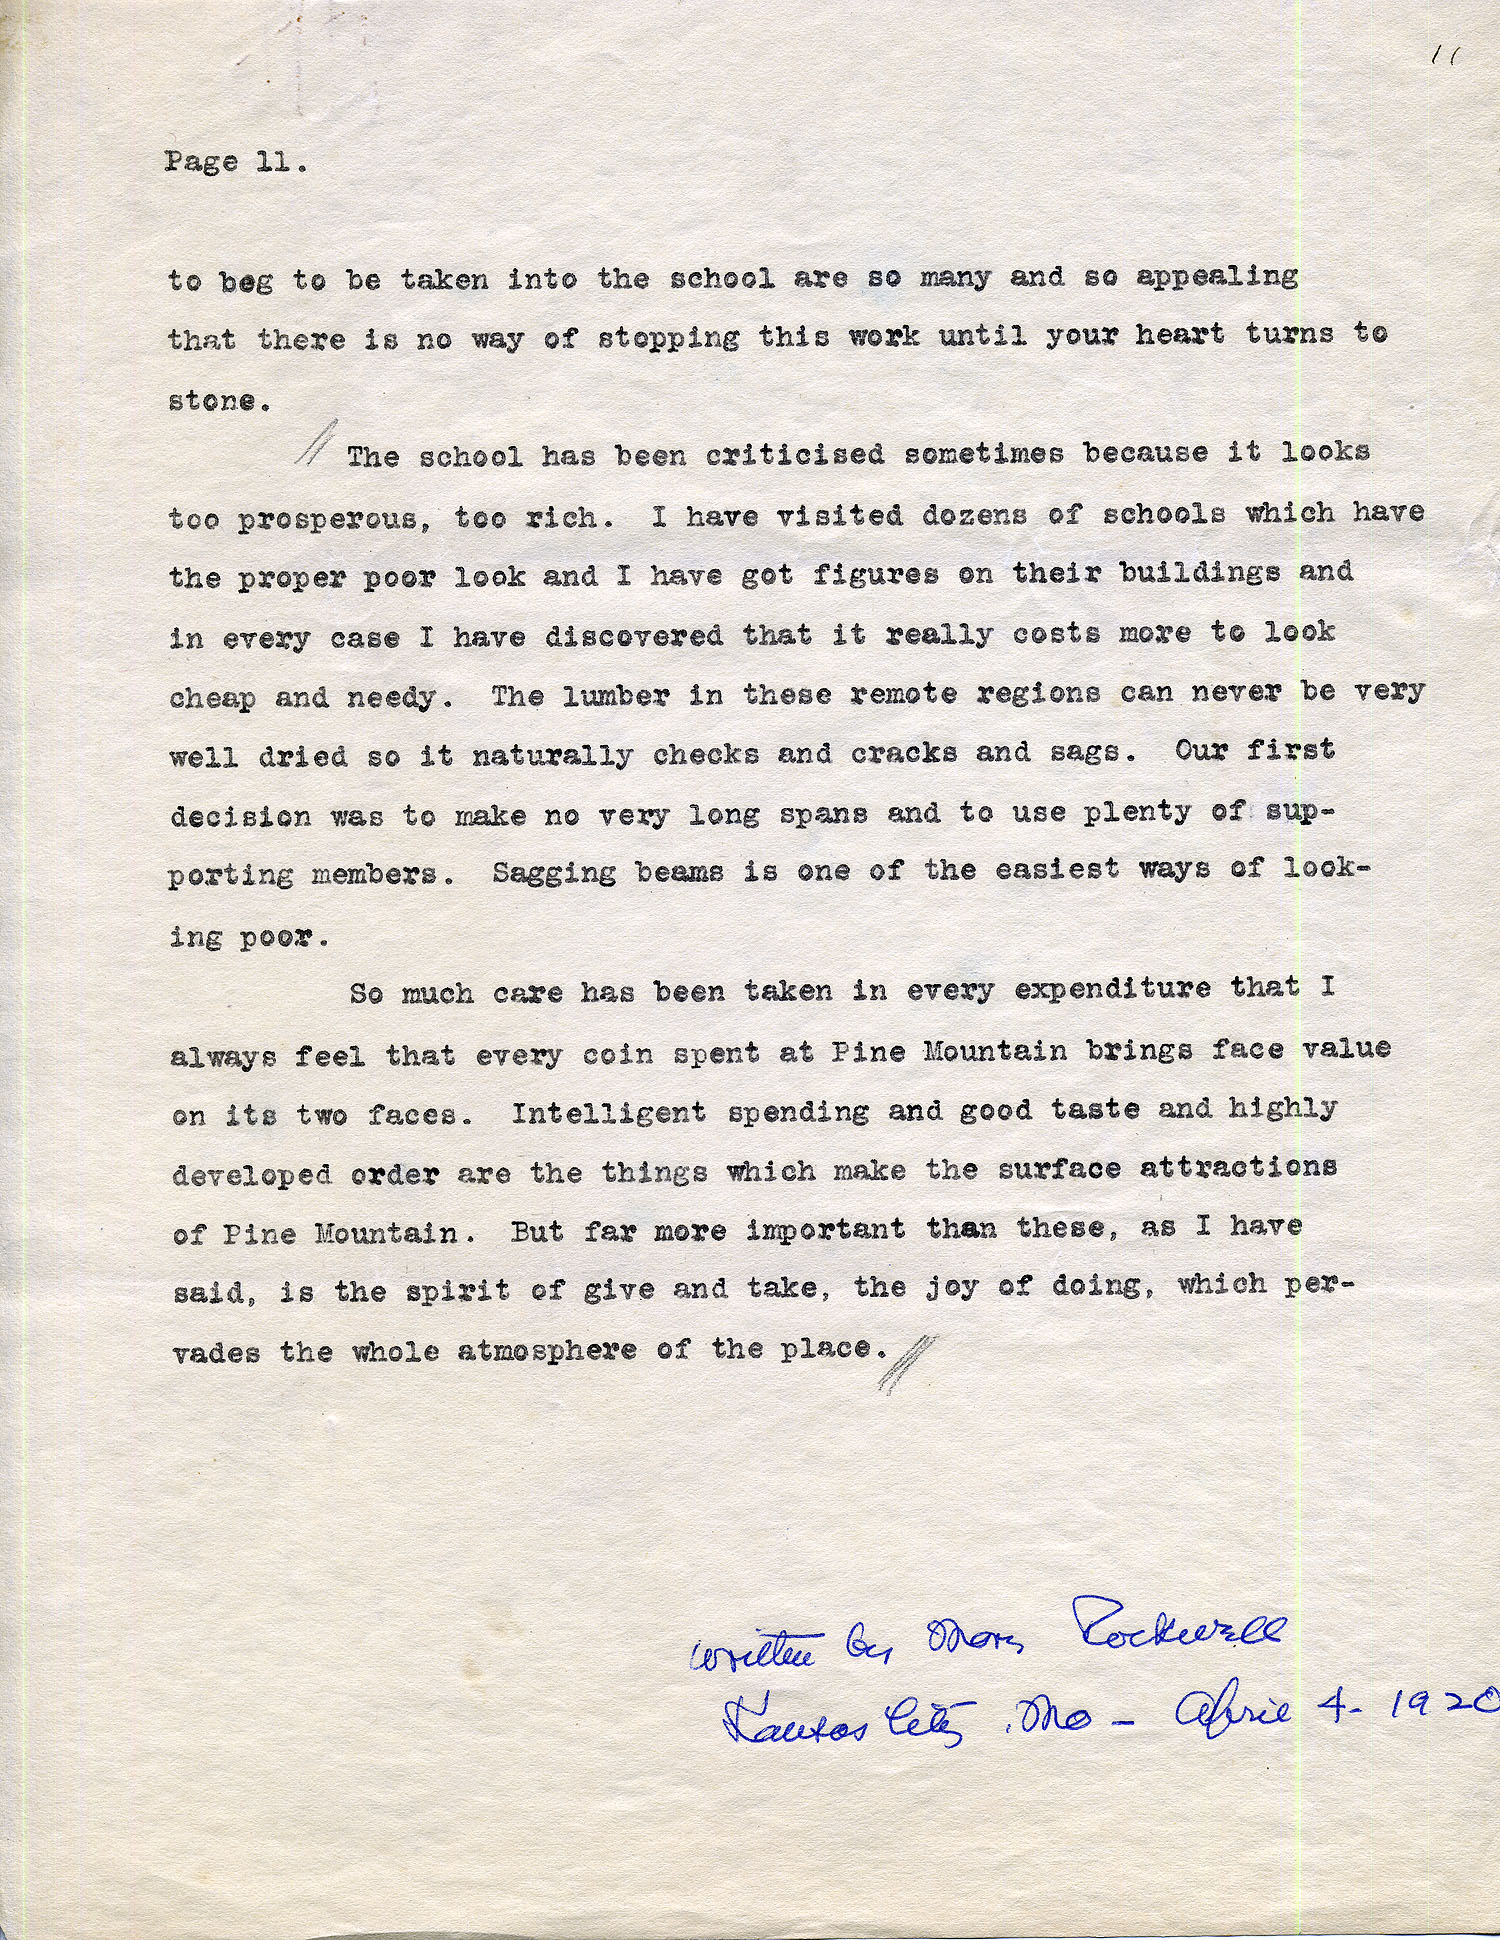 11
Page 11.
to beg to be taken into the school are so many and so appealing
that there is no way of stopping this work until your heart turns to
stone.
// The school has been criticised sometimes because it looks
too prosperous, too rich. I have visited dozens of schools which have
the proper poor look and I have got figures on their buildings and
in every case I have discovered that it really costs more to look
cheap and needy. The lumber in these remote regions can never be very
well dried so it naturally checks and cracks and sags. Our first
decision was to make no very long spans and to use plenty of sup-
porting members. Sagging beams is one of the easiest ways of look-
ing poor.
So much care has been taken in every expenditure that I
always feel that every coin spent at Pine Mountain brings face value
on its two faces. Intelligent spending and good taste and highly
developed order are the things which make the surface attractions
of Pine Mountain. But far more important than these, as I have
said, is the spirit of give and take, the joy of doing, which per-
vades the whole atmosphere of the place. //
written by Mary Rockwell
Kansas City, Mo - April 4 - 1920